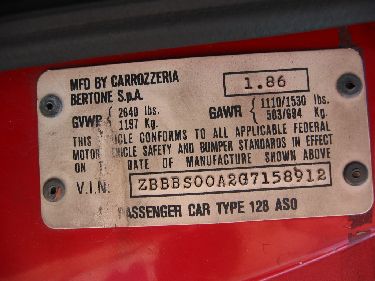 MFD BY CARROZZERIA
BERTONE S.p.A. 1.86
GVWR 2640 lbs. 1197 Kg. GAWR 1110/1530 lbs. 503/694 Kg.
THIS VEHICLE CONFORMS TO ALL APPLICABLE FEDERAL
MOTOR VEHICLE SAFETY AND BUMPER STANDARDS IN EFFECT
ON THE DATE OF MANUFACTURE SHOWN ABOVE
V.I.N. ZBBBS00A2G7158912
PASSENGER CAR TYPE 128 ASO